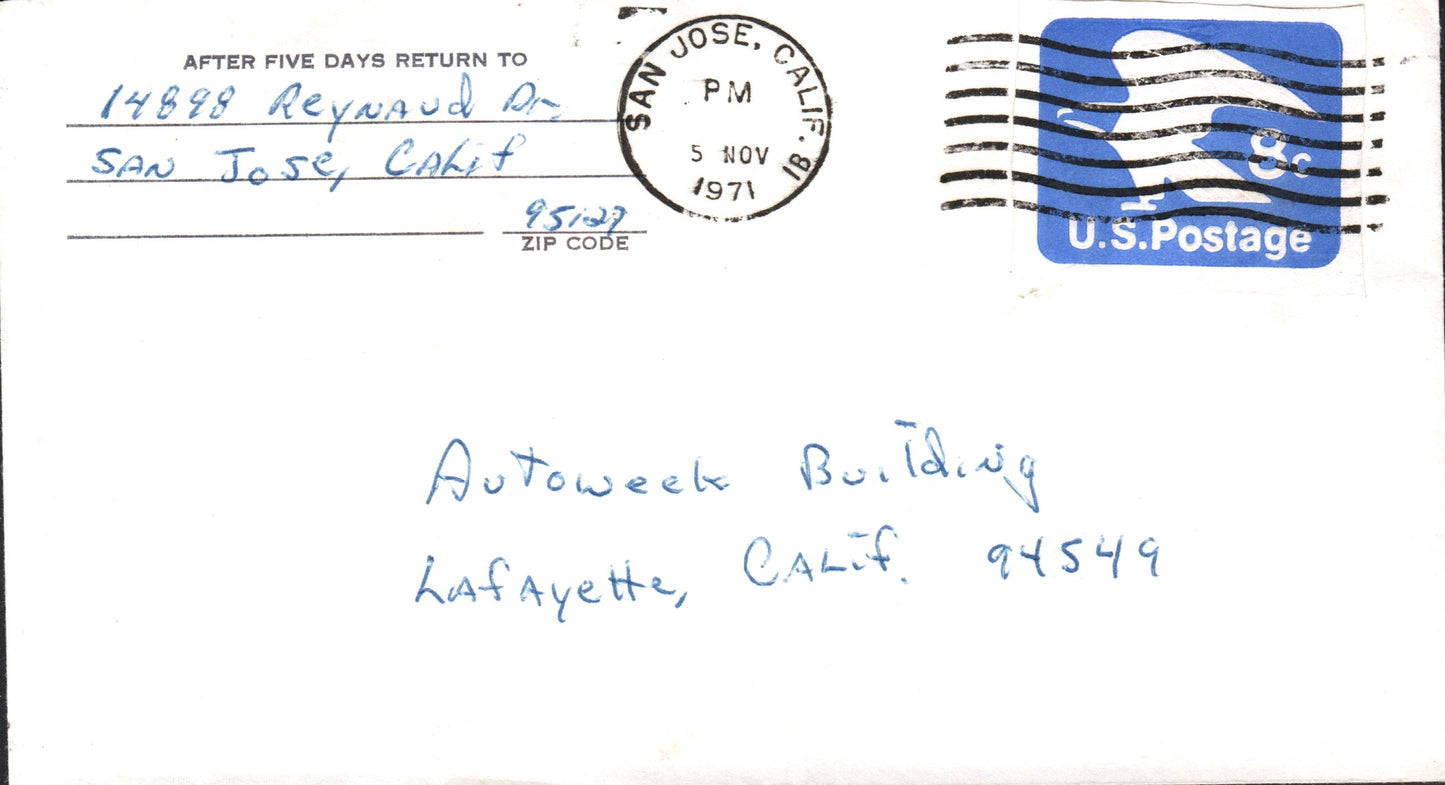 AFTER FIVE DAYS RETURN TO
14898 Reynaud Dr.
San Jose, Calif
95127
ZIP CODE
SAN JOSE, CALIF. 1B
PM
5 NOV
1971
8c
U.S. Postage
Autoweek Building
Lafayette, Calif. 94549